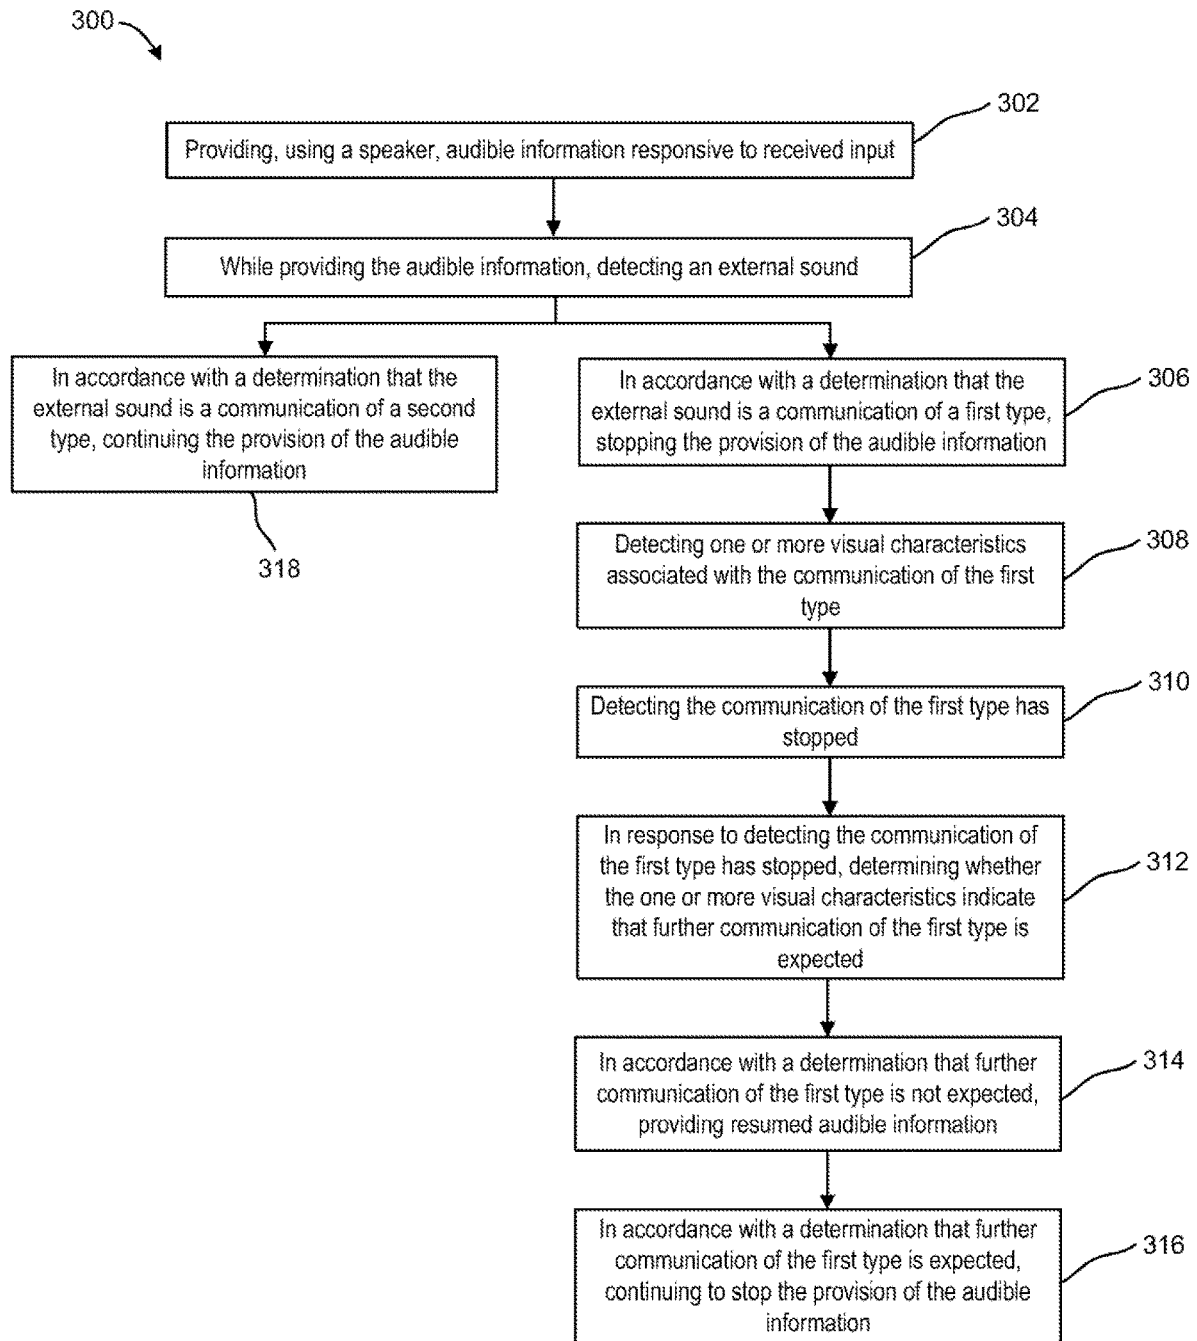 300
302
Providing, using a speaker, audible information responsive to received input
304
While providing the audible information, detecting an external sound
In accordance with a determination that the
external sound is a communication of a second
type, continuing the provision of the audible
information
318
306
In accordance with a determination that the
external sound is a communication of a first type,
stopping the provision of the audible information
308
Detecting one or more visual characteristics
associated with the communication of the first
type
310
Detecting the communication of the first type has
stopped
312
In response to detecting the communication of
the first type has stopped, determining whether
the one or more visual characteristics indicate
that further communication of the first type is
expected
314
In accordance with a determination that further
communication of the first type is not expected,
providing resumed audible information
316
In accordance with a determination that further
communication of the first type is expected,
continuing to stop the provision of the audible
information